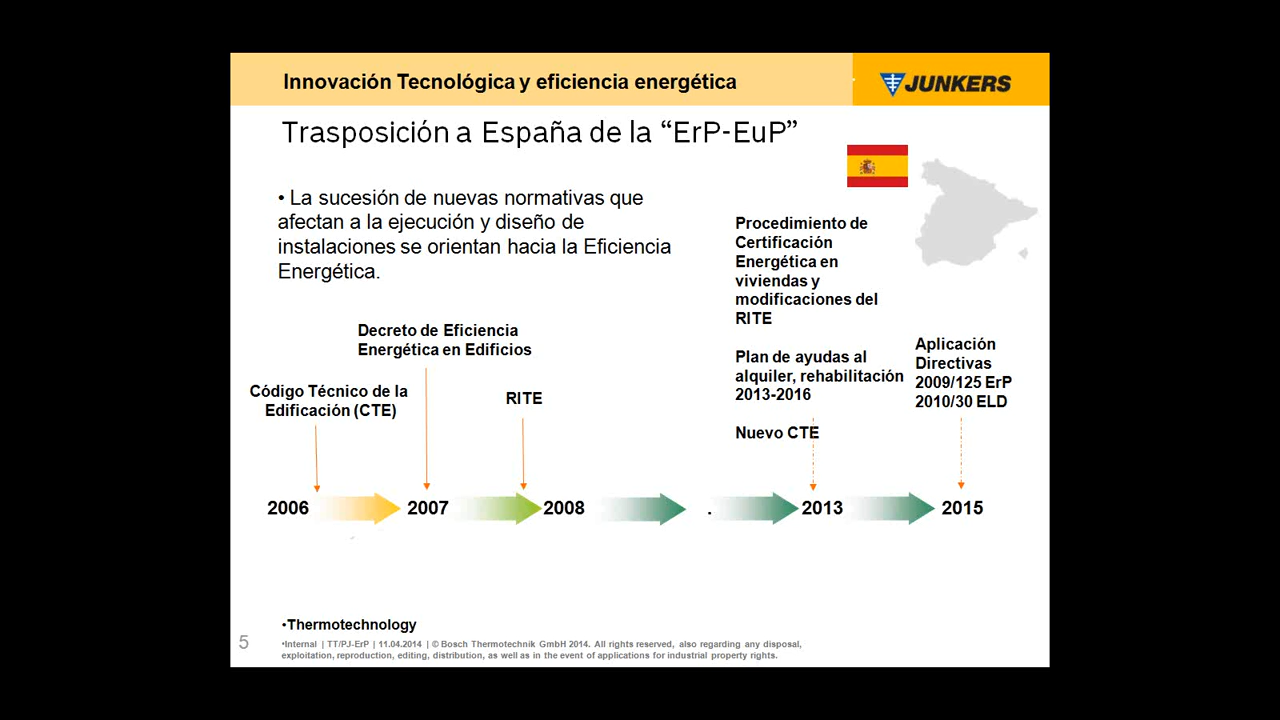 Innovación Tecnológica y eficiencia energética
JUNKERS
Trasposición a España de la “ErP-EuP”
• La sucesión de nuevas normativas que
afectan a la ejecución y diseño de
instalaciones se orientan hacia la Eficiencia
Energética.
Procedimiento de
Certificación
Energética en
viviendas y
modificaciones del
RITE
Plan de ayudas al
alquiler, rehabilitación
2013-2016
Nuevo CTE
Decreto de Eficiencia
Energética en Edificios
Código Técnico de la
Edificación (CTE)
RITE
Aplicación
Directivas
2009/125 ErP
2010/30 ELD
2006 2007 2008 . 2013 2015
•Thermotechnology
5
•Internal | TT/PJ-ErP | 11.04.2014 | © Bosch Thermotechnik GmbH 2014. All rights reserved, also regarding any disposal,
exploitation, reproduction, editing, distribution, as well as in the event of applications for industrial property rights.